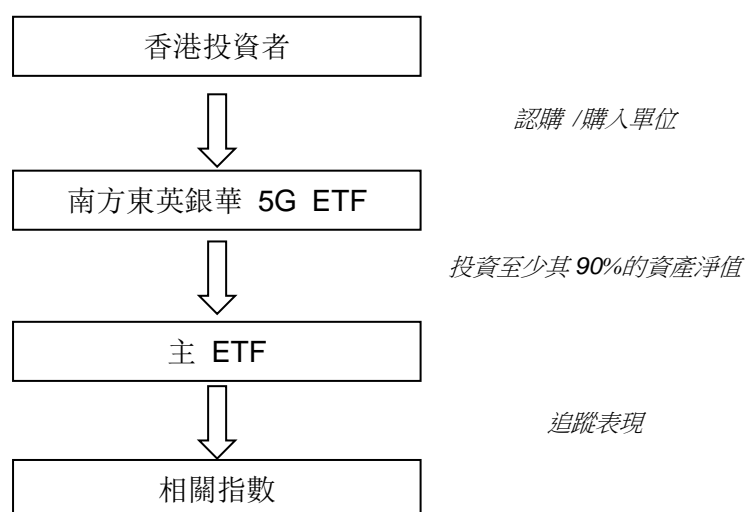 香港投資者
認購 /購入單位
南方東英銀華 5G ETF
投資至少其 90%的資產淨值
主 ETF
追蹤表現
相關指數